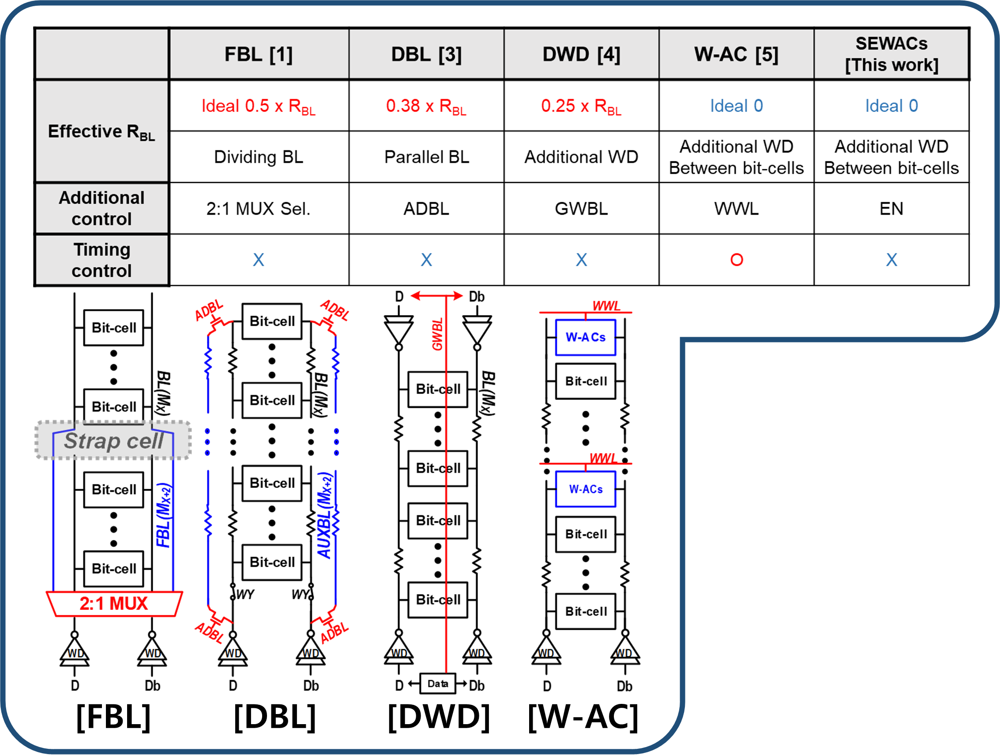 FBL [1]
DBL [3]
DWD [4]
W-AC [5]
SEWACs
[This work]
Effective RBL
Ideal 0.5 x RBL
0.38 x RBL
0.25 x RBL
Ideal 0
Ideal 0
Dividing BL
Parallel BL
Additional WD
Additional WD
Between bit-cells
Additional WD
Between bit-cells
Additional
control
2:1 MUX Sel.
ADBL
GWBL
WWL
EN
Timing
control
X
X
X
O
X
Bit-cell
Bit-cell
BL(MX)
Strap cell
Bit-cell
FBL(MX+2)
Bit-cell
2:1 MUX
WD
WD
D
Db
[FBL]
ADBL
Bit-cell
ADBL
Bit-cell
BL(MX)
Bit-cell
AUXBL(MX+2)
Bit-cell
WY
WY
ADBL
ADBL
WD
WD
D
Db
[DBL]
D
Db
GWBL
Bit-cell
BL(MX)
Bit-cell
Bit-cell
Bit-cell
WD
WD
D
Data
Db
[DWD]
WWL
W-ACs
Bit-cell
WWL
W-ACs
Bit-cell
Bit-cell
WD
WD
D
Db
[W-AC]